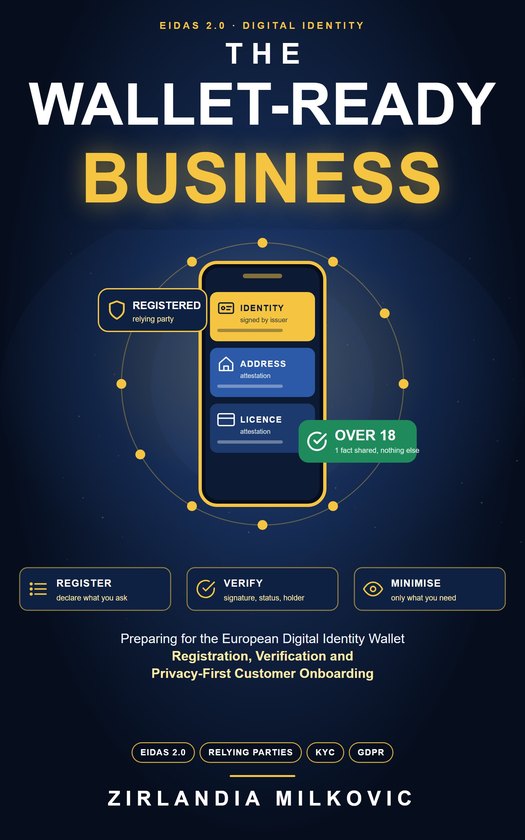 EIDAS 2.0 · DIGITAL IDENTITY
THE
WALLET-READY
BUSINESS
REGISTERED
relying party
IDENTITY
signed by issuer
ADDRESS
attestation
LICENCE
attestation
OVER 18
1 fact shared, nothing else
REGISTER
declare what you ask
VERIFY
signature, status, holder
MINIMISE
only what you need
Preparing for the European Digital Identity Wallet
Registration, Verification and
Privacy-First Customer Onboarding
EIDAS 2.0 RELYING PARTIES KYC GDPR
ZIRLANDIA MILKOVIC